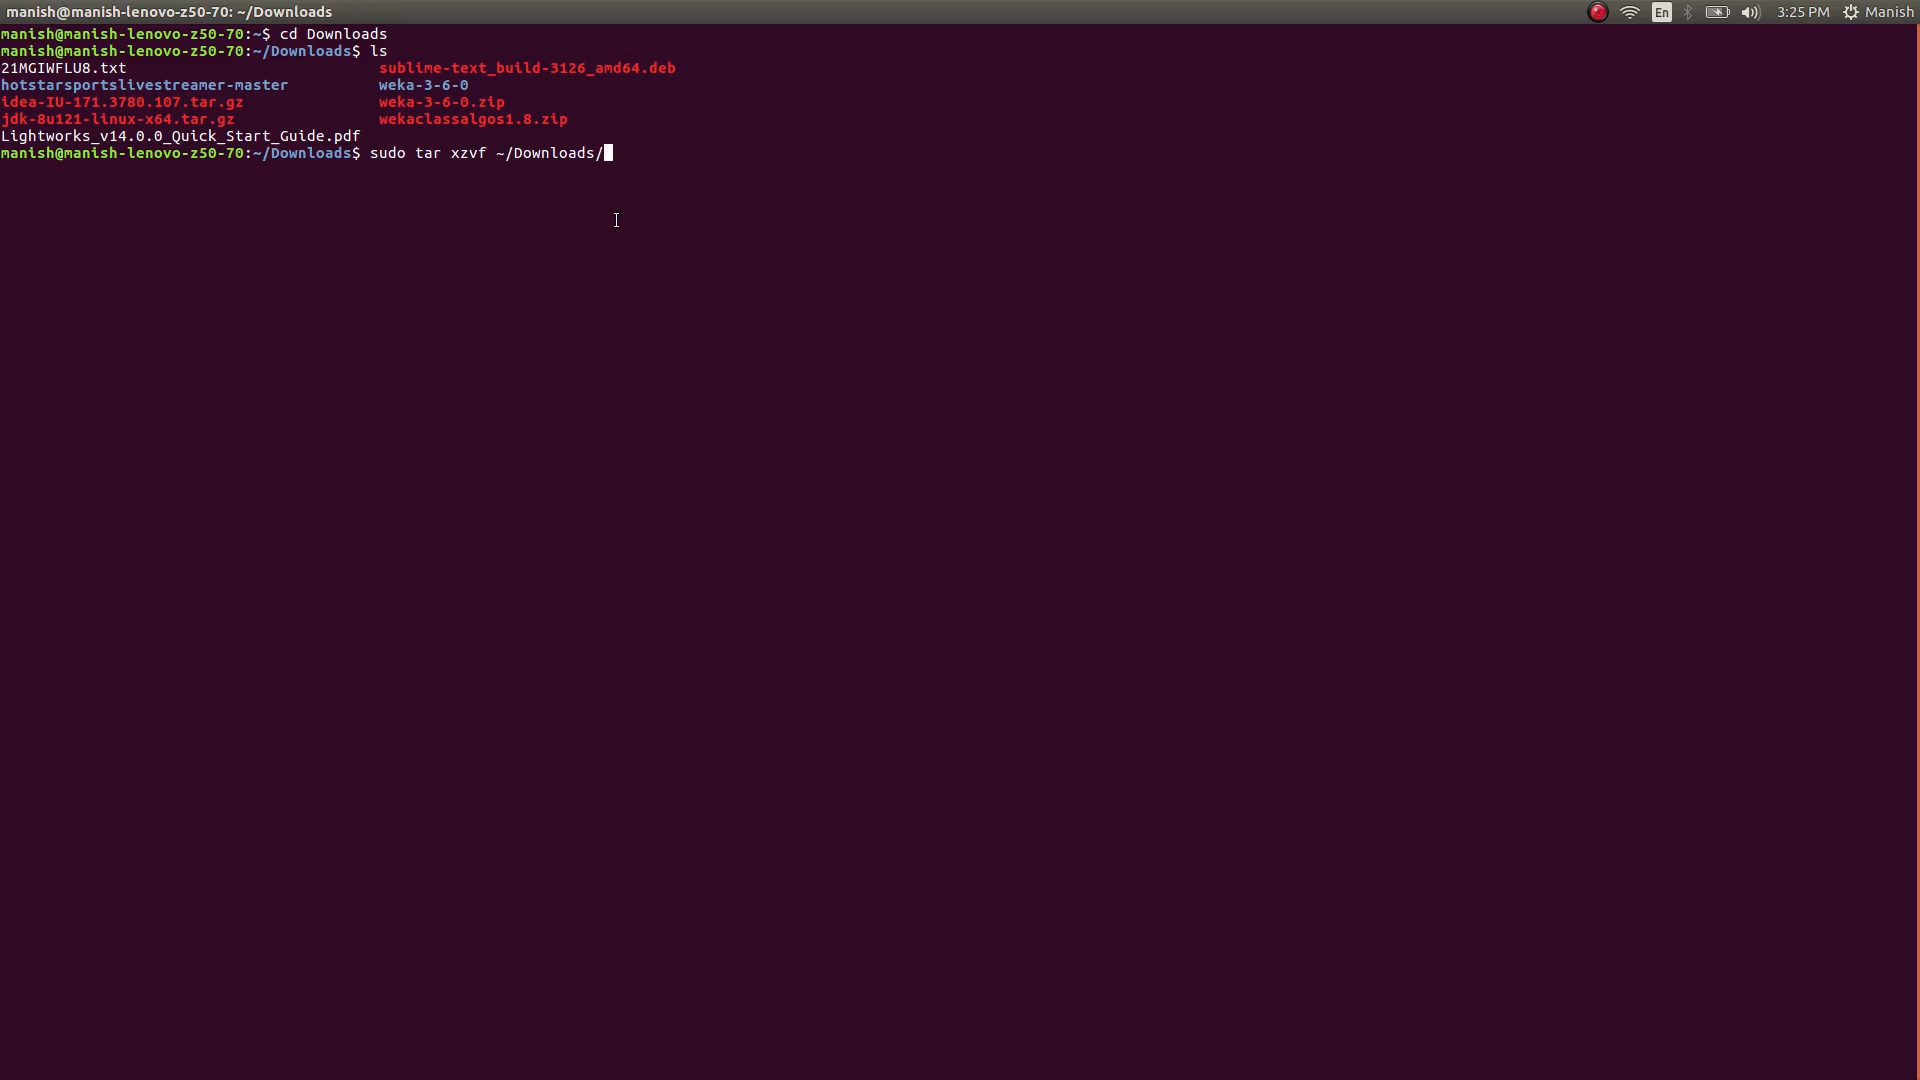 manish@manish-lenovo-z50-70: ~/Downloads En 3:25 PM Manish
manish@manish-lenovo-z50-70:~$ cd Downloads
manish@manish-lenovo-z50-70:~/Downloads$ ls
21MGIWFLU8.txt sublime-text_build-3126_amd64.deb
hotstarsportslivestreamer-master weka-3-6-0
idea-IU-171.3780.107.tar.gz weka-3-6-0.zip
jdk-8u121-linux-x64.tar.gz wekaclassalgos1.8.zip
Lightworks_v14.0.0_Quick_Start_Guide.pdf
manish@manish-lenovo-z50-70:~/Downloads$ sudo tar xzvf ~/Downloads/